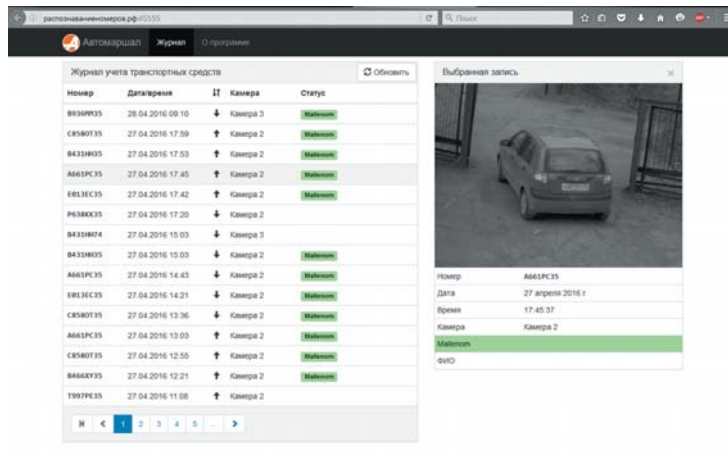 распознаваниеномеров.рф:45555
Поиск
Автомаршал Журнал О программе
Журнал учета транспортных средств Обновить
Номер Дата/время Камера Статус
В936ММ35 28.04.2016 09:10 Камера 3 Mallenom
С858ОТ35 27.04.2016 17:59 Камера 2 Mallenom
В431НН35 27.04.2016 17:53 Камера 2 Mallenom
А661РС35 27.04.2016 17:45 Камера 2 Mallenom
Е013ЕС35 27.04.2016 17:42 Камера 2 Mallenom
Р638КК35 27.04.2016 17:20 Камера 2
В431НН74 27.04.2016 15:03 Камера 3
В431НН35 27.04.2016 15:03 Камера 2 Mallenom
А661РС35 27.04.2016 14:43 Камера 2 Mallenom
Е013ЕС35 27.04.2016 14:21 Камера 2 Mallenom
С858ОТ35 27.04.2016 13:36 Камера 2 Mallenom
А661РС35 27.04.2016 13:03 Камера 2 Mallenom
С858ОТ35 27.04.2016 12:55 Камера 2 Mallenom
В466ХУ35 27.04.2016 12:21 Камера 2 Mallenom
Т997РЕ35 27.04.2016 11:08 Камера 2
1 2 3 4 5 ...
Выбранная запись
Номер А661РС35
Дата 27 апреля 2016 г
Время 17:45:37
Камера Камера 2
Mallenom
ФИО